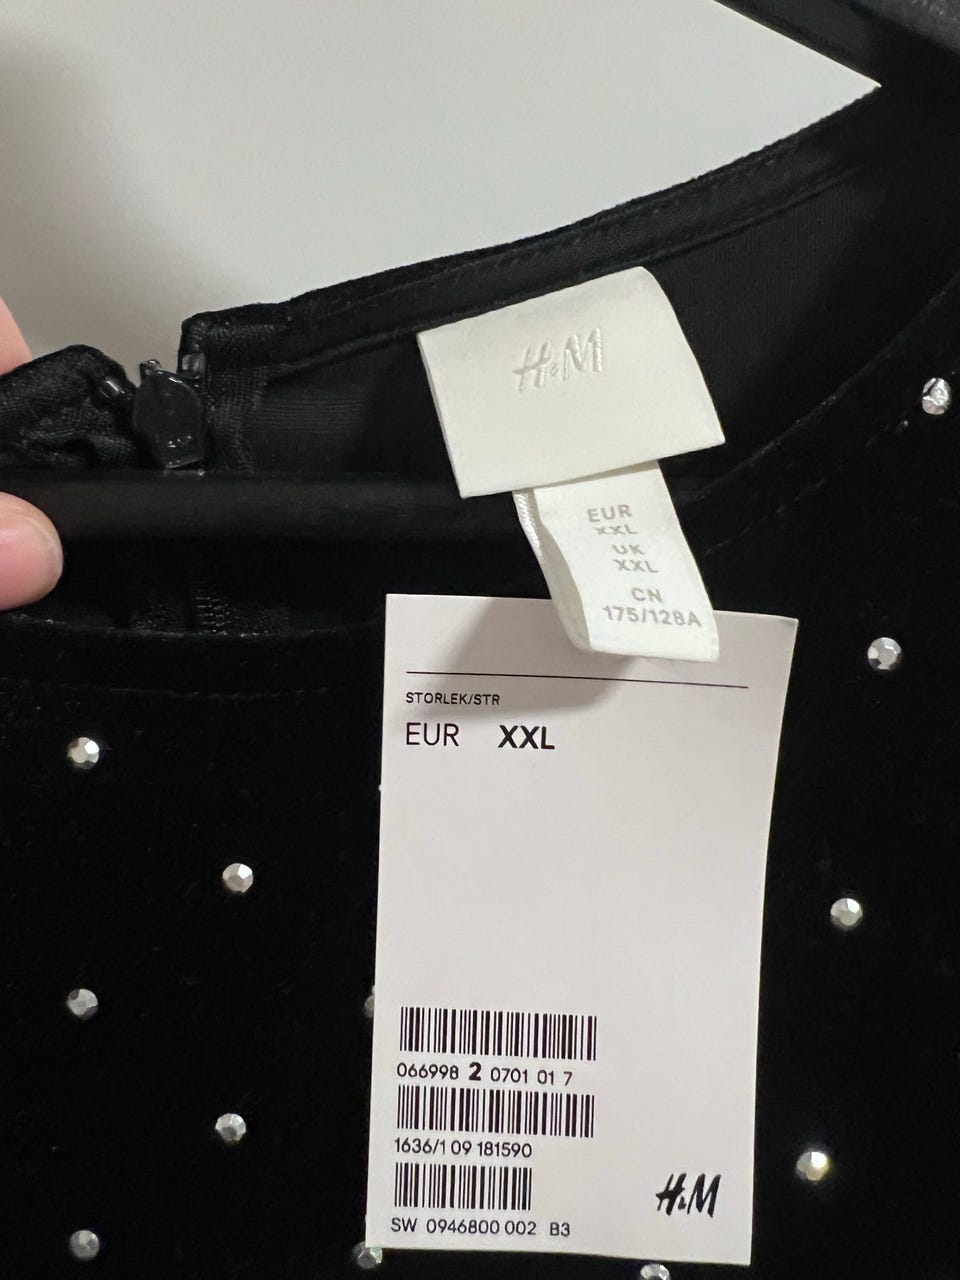 H&M
EUR
XXL
UK
XXL
CN
175/128A
STORLEK/STR
EUR XXL
066998 2 0701 01 7
1636/1 09 181590
SW 0946800 002 B3
H&M